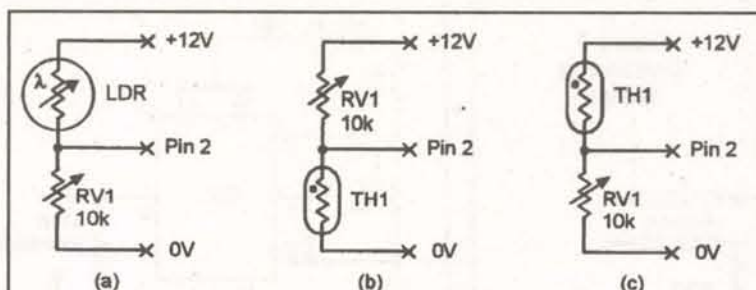 +12V
λ
LDR
Pin 2
RV1
10k
0V
(a)
+12V
RV1
10k
Pin 2
TH1
0V
(b)
+12V
TH1
Pin 2
RV1
10k
0V
(c)